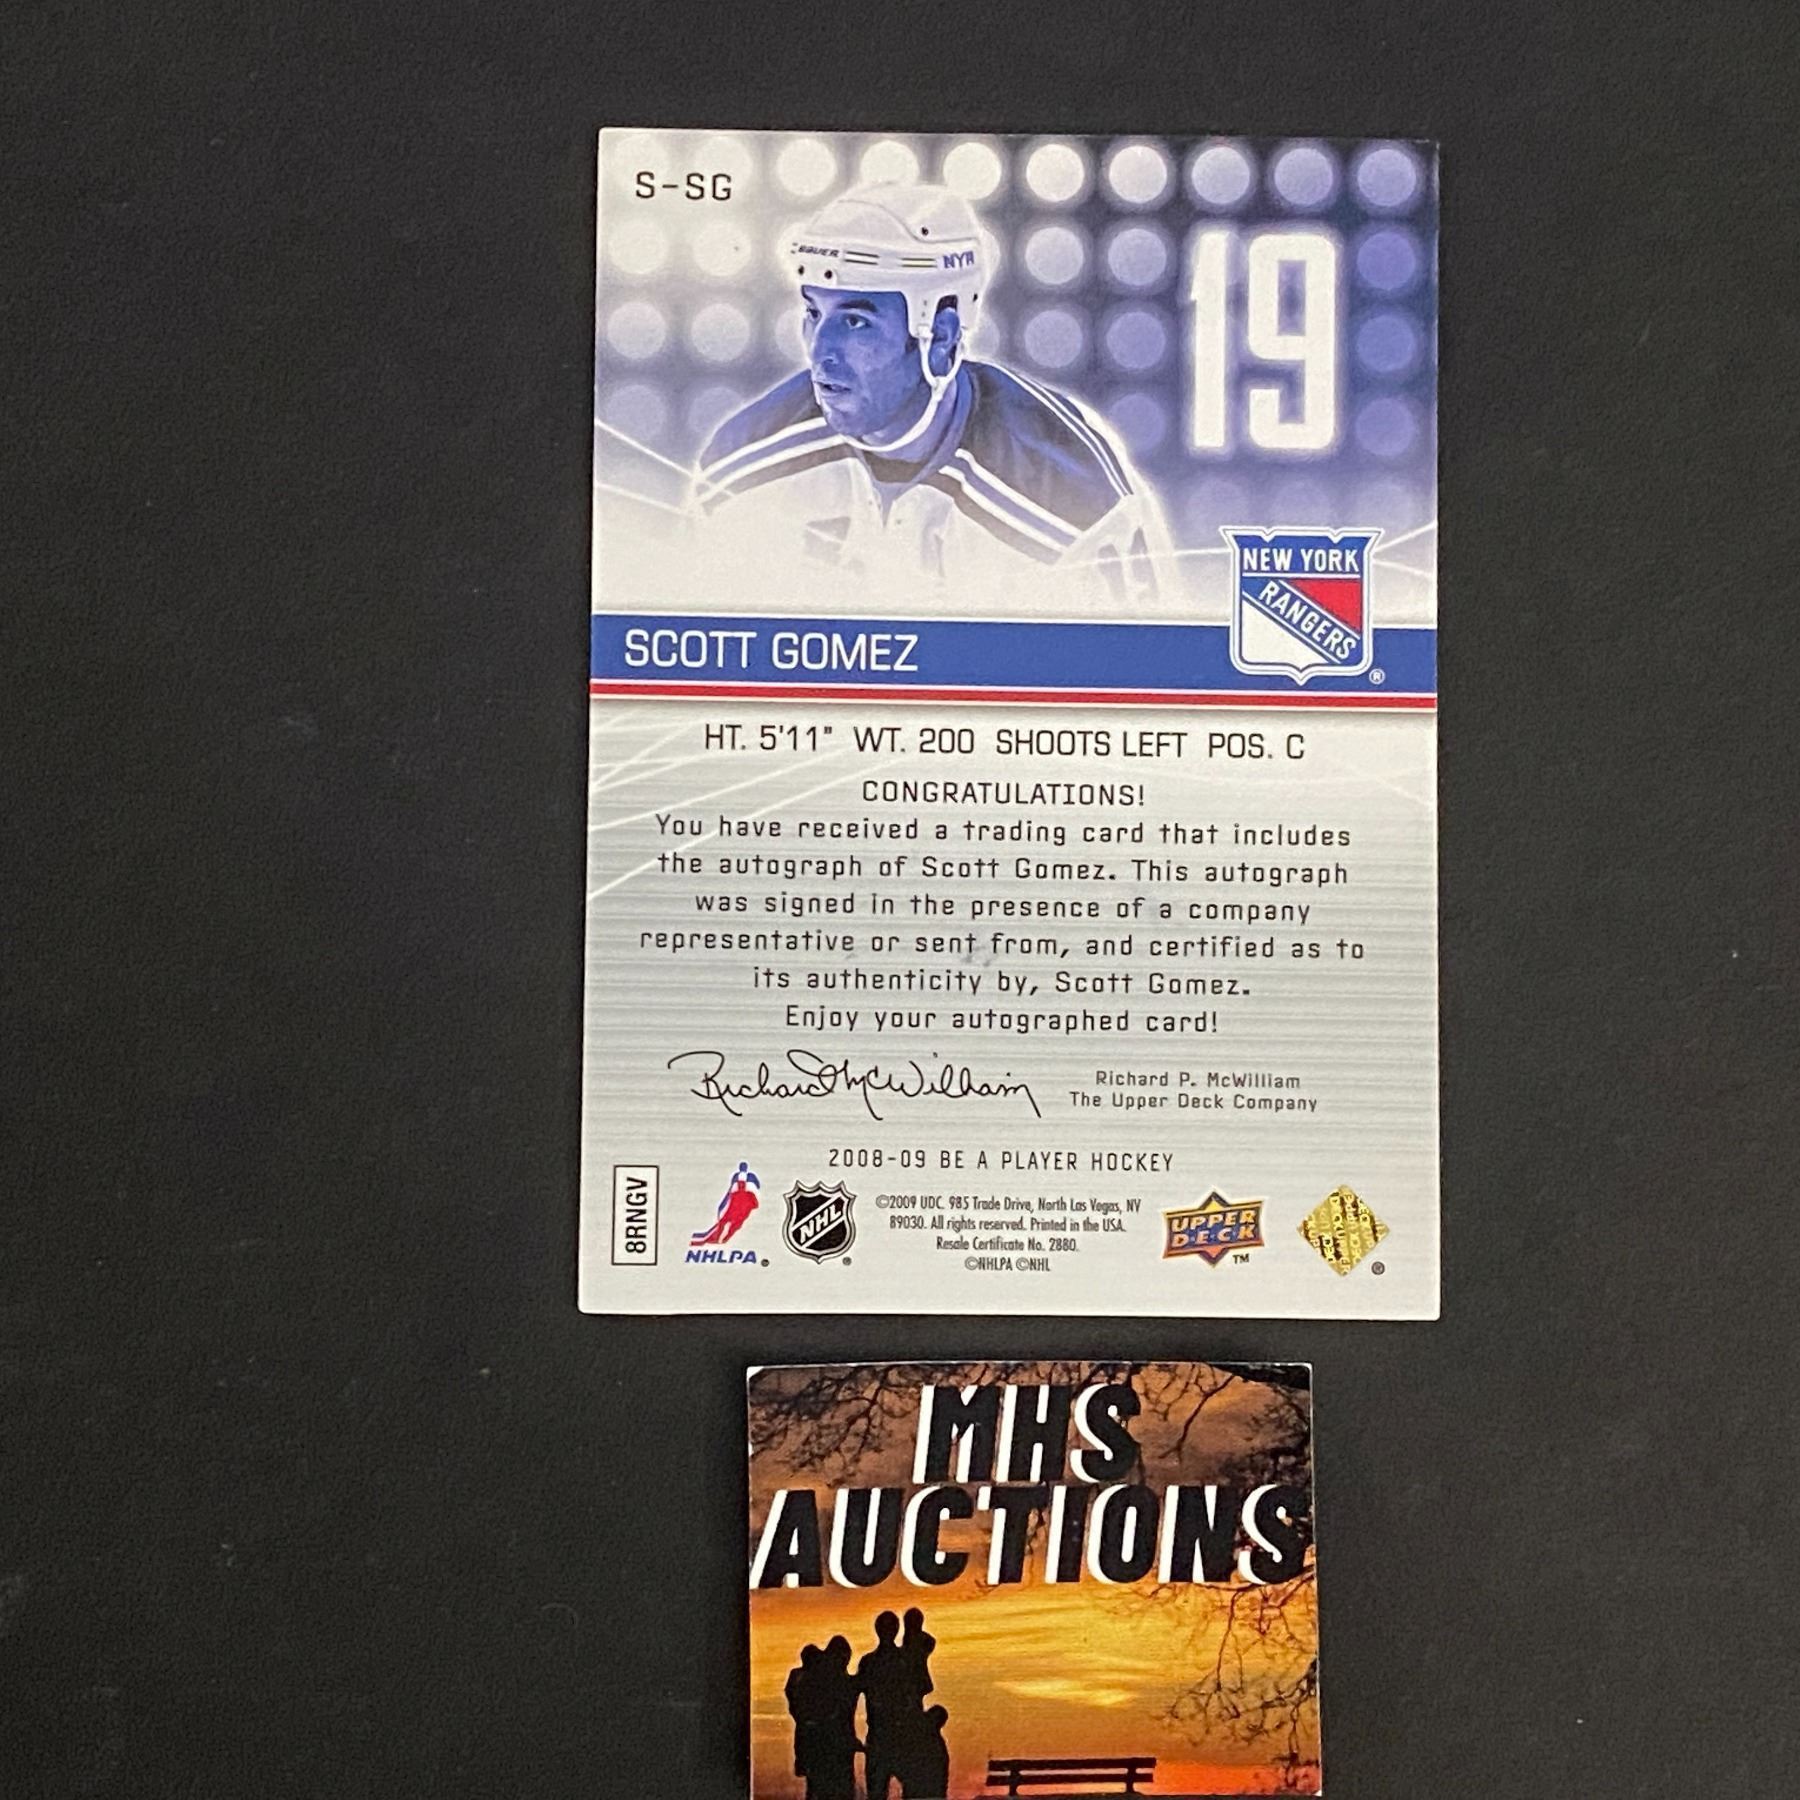 S-SG
BAUER
NYR
19
NEW YORK
RANGERS
®
SCOTT GOMEZ
HT. 5'11" WT. 200 SHOOTS LEFT POS. C
CONGRATULATIONS!
You have received a trading card that includes
the autograph of Scott Gomez. This autograph
was signed in the presence of a company
representative or sent from, and certified as to
its authenticity by, Scott Gomez.
Enjoy your autographed card!
Richard McWilliam
Richard P. McWilliam
The Upper Deck Company
2008-09 BE A PLAYER HOCKEY
8RNGV
NHLPA ®
NHL ®
©2009 UDC. 985 Trade Drive, North Las Vegas, NV
89030. All rights reserved. Printed in the USA.
Resale Certificate No. 2880.
©NHLPA ©NHL
UPPER
DECK
TM
®
MHS
AUCTIONS